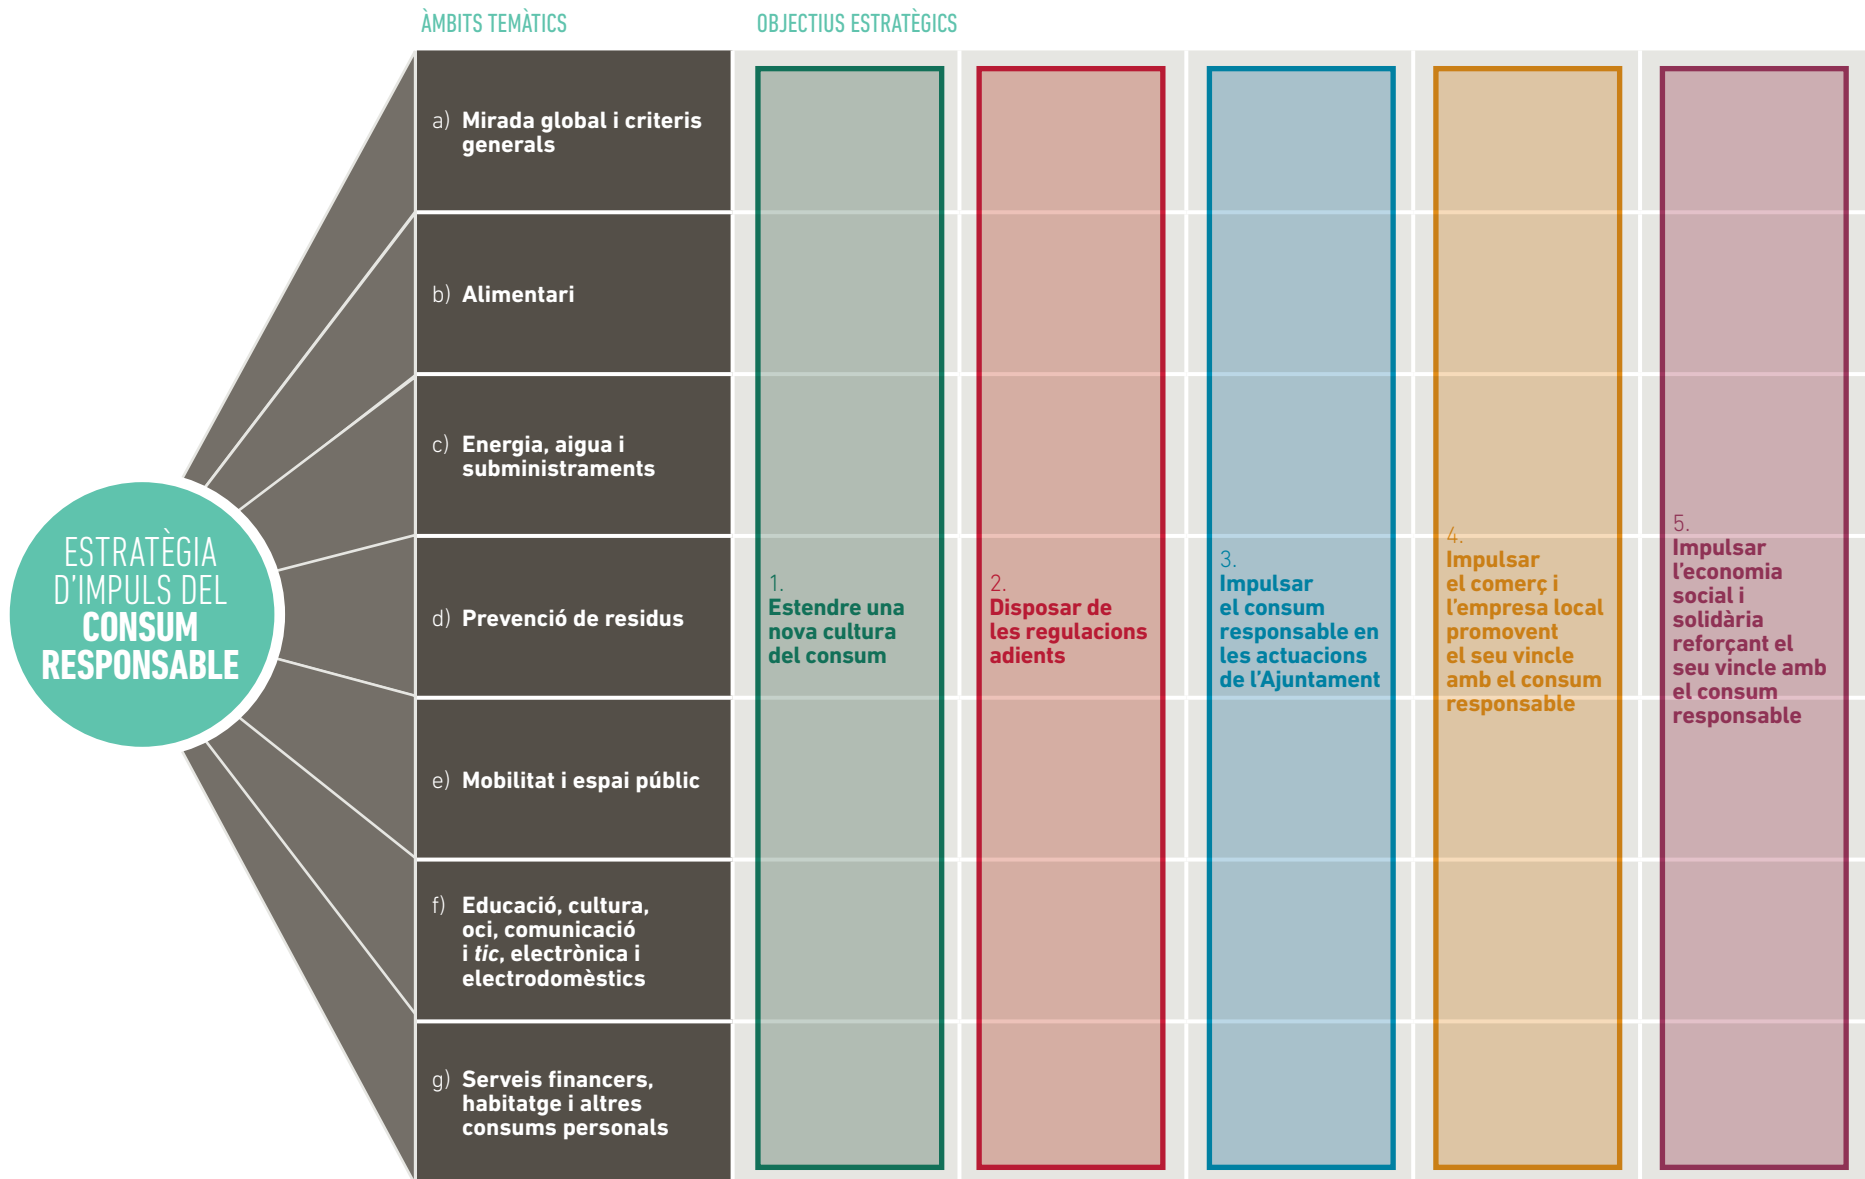 ÀMBITS TEMÀTICS
OBJECTIUS ESTRATÈGICS
ESTRATÈGIA
D'IMPULS DEL
CONSUM
RESPONSABLE
a) Mirada global i criteris
generals
b) Alimentari
c) Energia, aigua i
subministraments
d) Prevenció de residus
e) Mobilitat i espai públic
f) Educació, cultura,
oci, comunicació
i tic, electrònica i
electrodomèstics
g) Serveis financers,
habitatge i altres
consums personals
1.
Estendre una
nova cultura
del consum
2.
Disposar de
les regulacions
adients
3.
Impulsar
el consum
responsable en
les actuacions
de l'Ajuntament
4.
Impulsar
el comerç i
l'empresa local
promovent
el seu vincle
amb el consum
responsable
5.
Impulsar
l'economia
social i
solidària
reforçant el
seu vincle amb
el consum
responsable